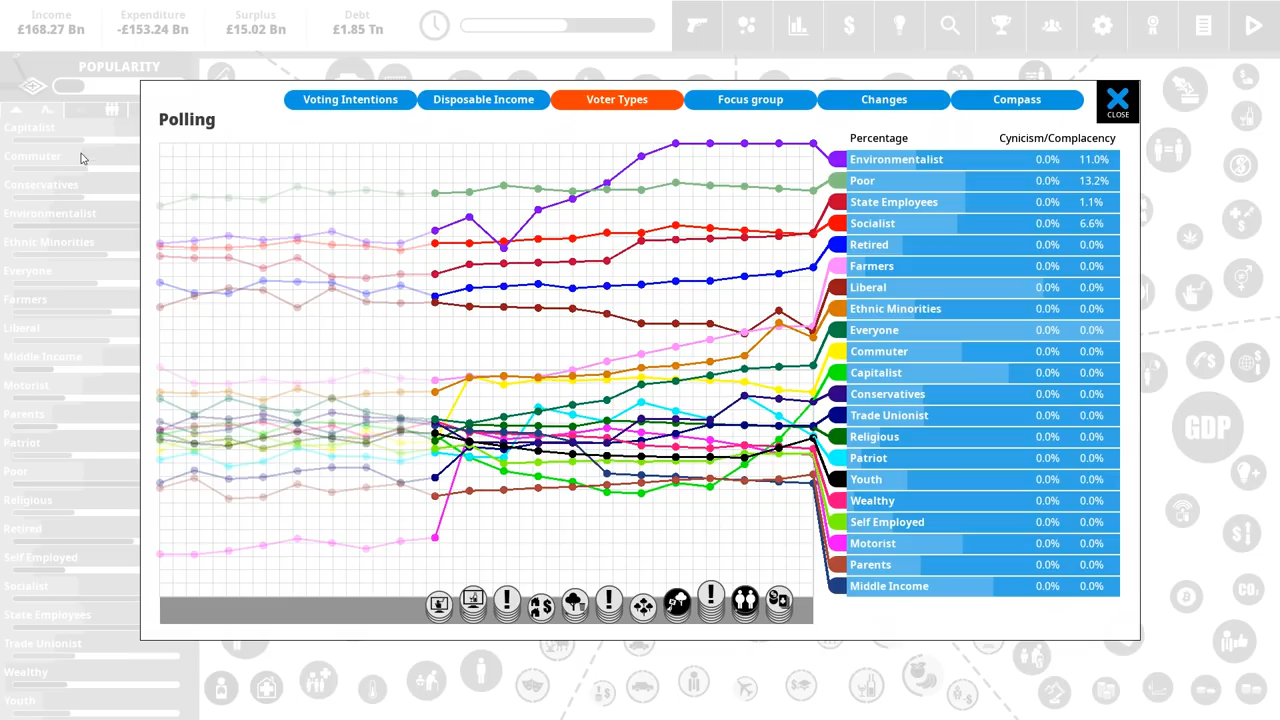 Income Expenditure Surplus Debt
£168.27 Bn -£153.24 Bn £15.02 Bn £1.85 Tn
POPULARITY
Voting Intentions Disposable Income Voter Types Focus group Changes Compass
CLOSE
Polling
Percentage Cynicism/Complacency
Environmentalist 0.0% 11.0%
Poor 0.0% 13.2%
State Employees 0.0% 1.1%
Socialist 0.0% 6.6%
Retired 0.0% 0.0%
Farmers 0.0% 0.0%
Liberal 0.0% 0.0%
Ethnic Minorities 0.0% 0.0%
Everyone 0.0% 0.0%
Commuter 0.0% 0.0%
Capitalist 0.0% 0.0%
Conservatives 0.0% 0.0%
Trade Unionist 0.0% 0.0%
Religious 0.0% 0.0%
Patriot 0.0% 0.0%
Youth 0.0% 0.0%
Wealthy 0.0% 0.0%
Self Employed 0.0% 0.0%
Motorist 0.0% 0.0%
Parents 0.0% 0.0%
Middle Income 0.0% 0.0%
Capitalist
Commuter
Conservatives
Environmentalist
Ethnic Minorities
Everyone
Farmers
Liberal
Middle Income
Motorist
Parents
Patriot
Poor
Religious
Retired
Self Employed
Socialist
State Employees
Trade Unionist
Wealthy
Youth
GDP
CO₂